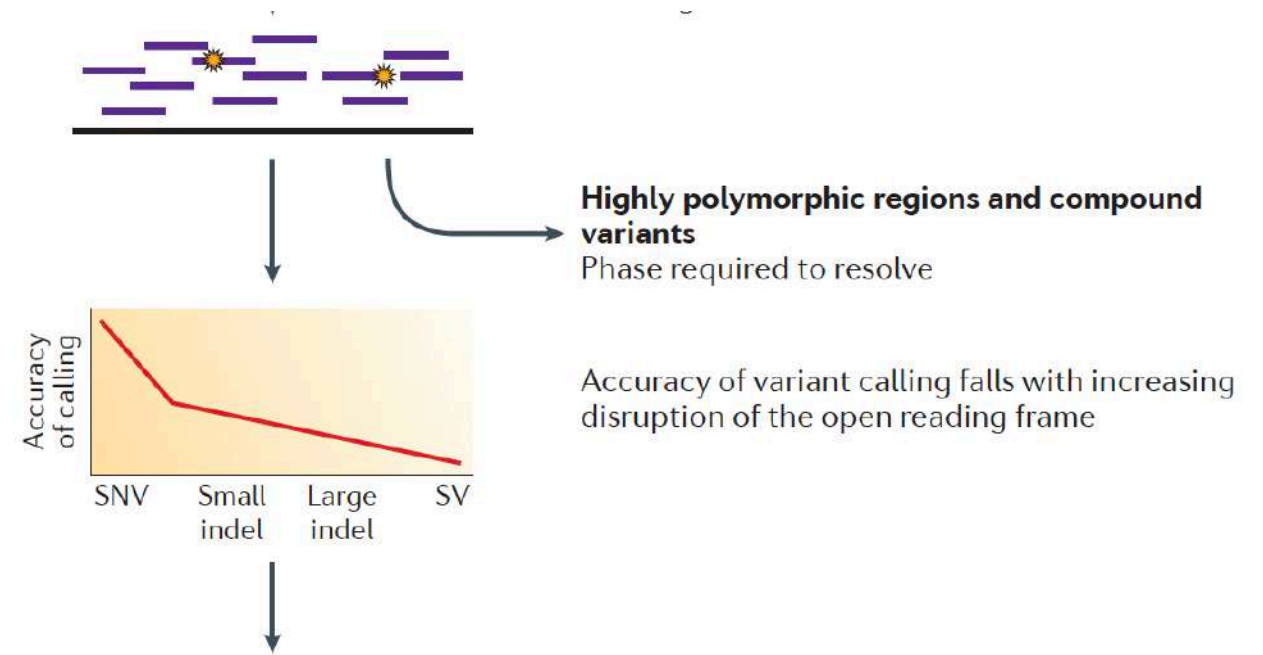 Highly polymorphic regions and compound
variants
Phase required to resolve
Accuracy
of calling
Accuracy of variant calling falls with increasing
disruption of the open reading frame
SNV
Small
indel
Large
indel
SV